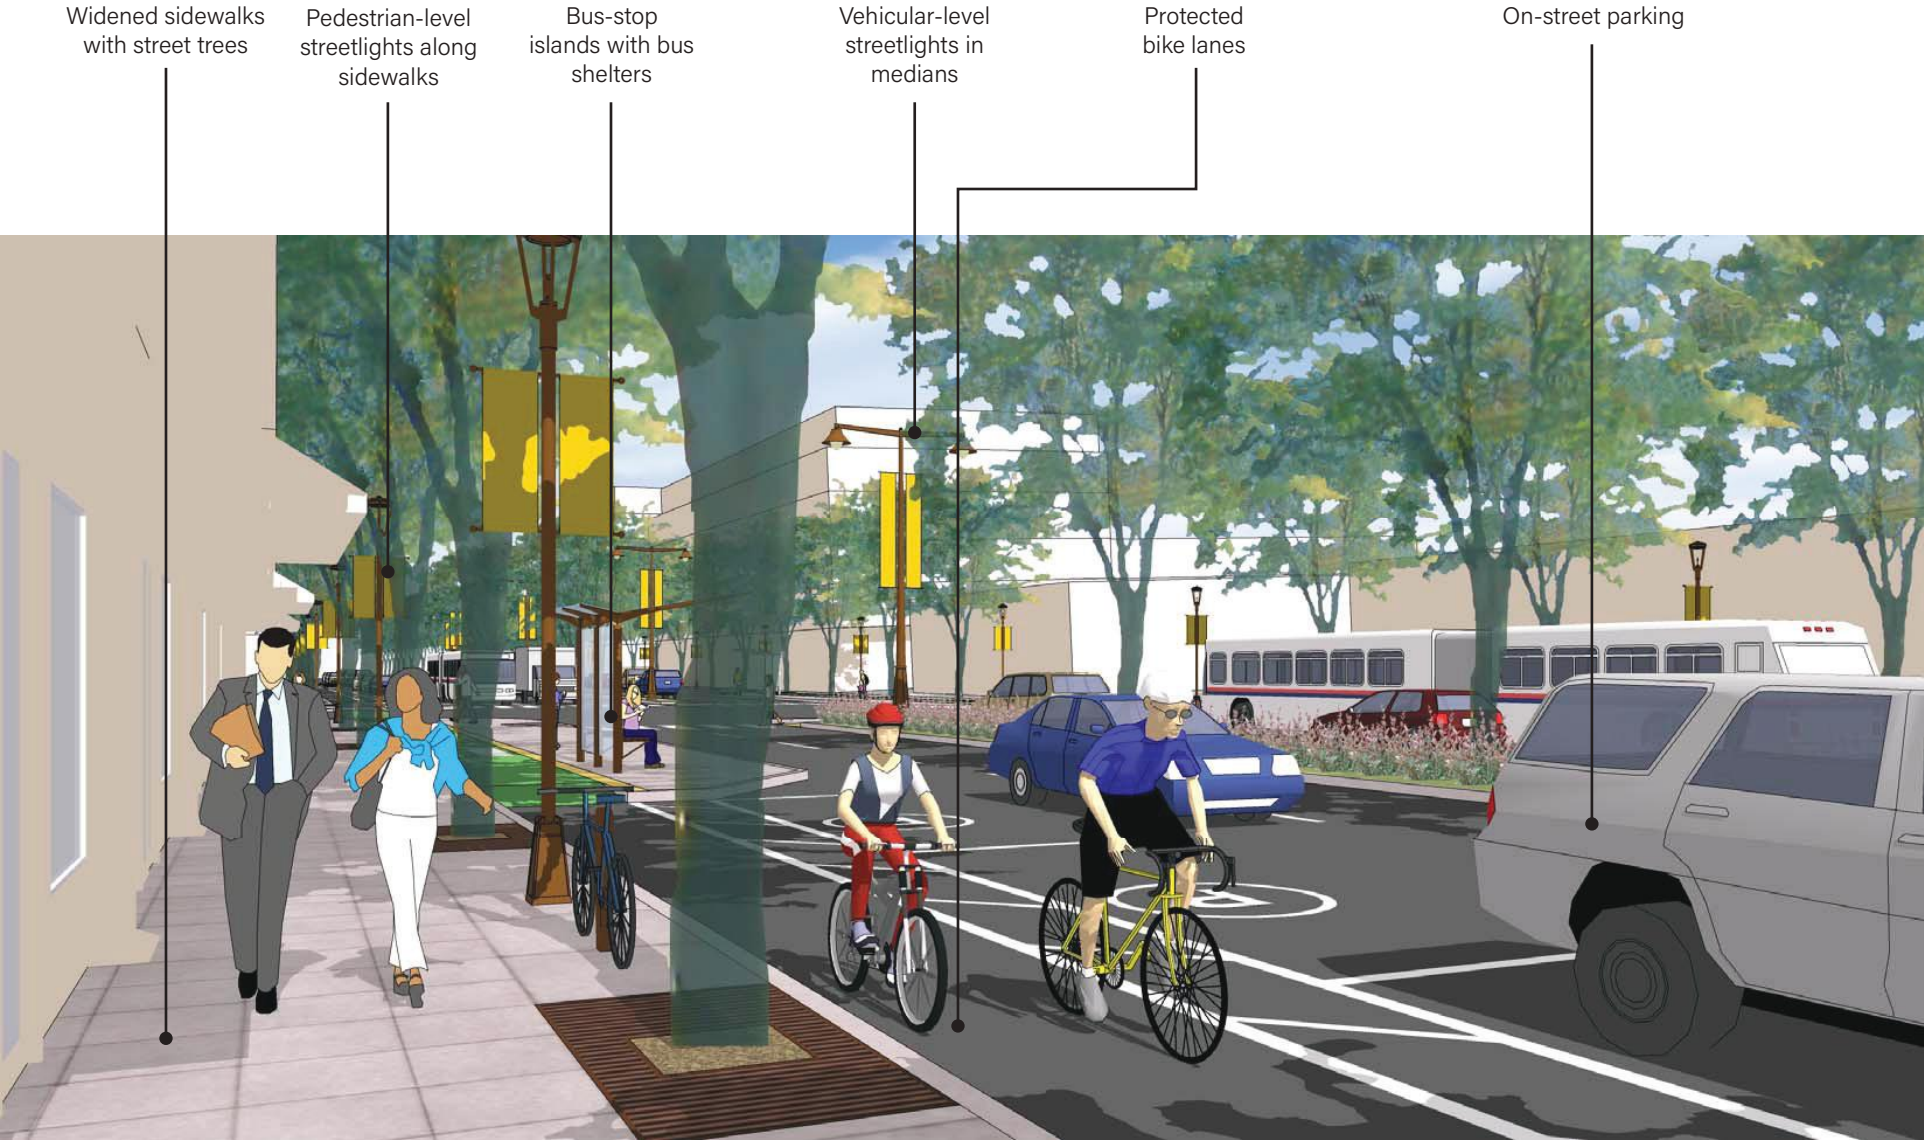 Widened sidewalks
with street trees
Pedestrian-level
streetlights along
sidewalks
Bus-stop
islands with bus
shelters
Vehicular-level
streetlights in
medians
Protected
bike lanes
On-street parking